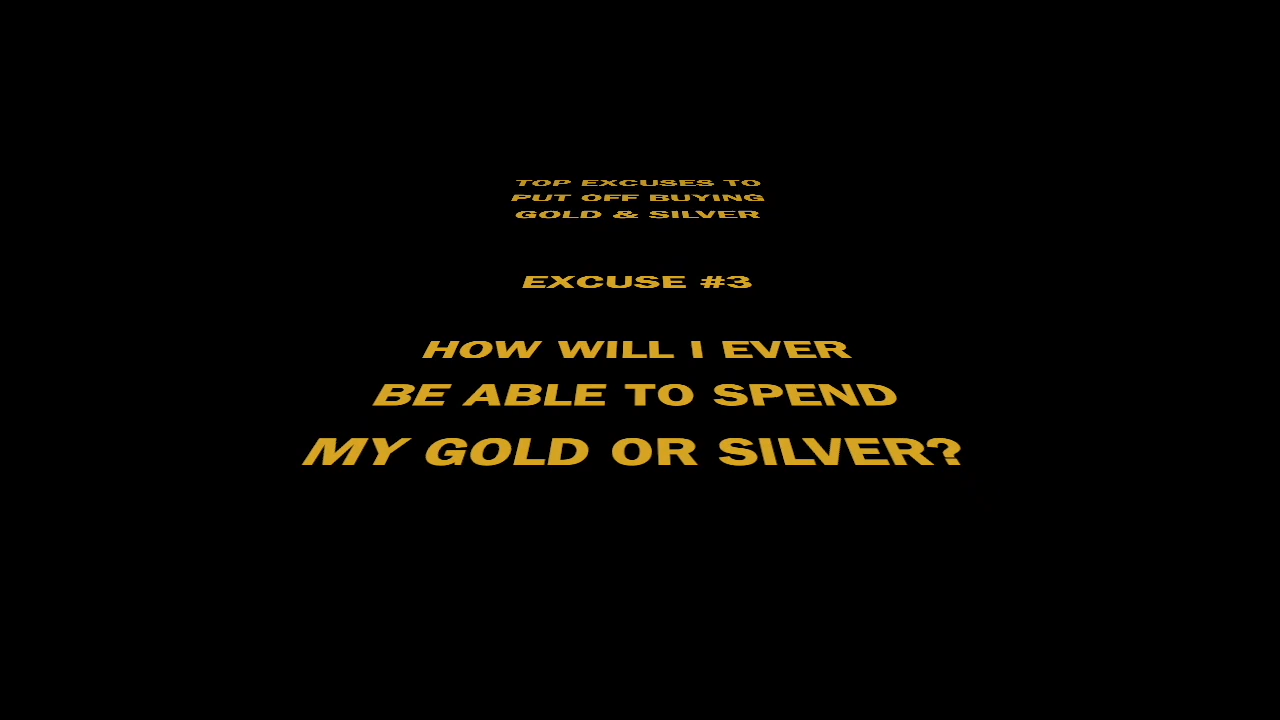 TOP EXCUSES TO
PUT OFF BUYING
GOLD & SILVER
EXCUSE #3
HOW WILL I EVER
BE ABLE TO SPEND
MY GOLD OR SILVER?